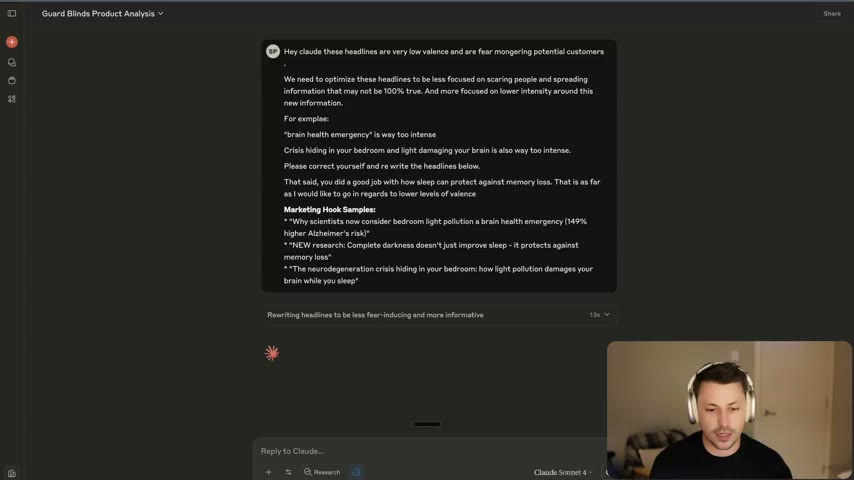 Guard Blinds Product Analysis
Share
SP
Hey claude these headlines are very low valence and are fear mongering potential customers
.
We need to optimize these headlines to be less focused on scaring people and spreading
information that may not be 100% true. And more focused on lower intensity around this
new information.
For exmplae:
"brain health emergency" is way too intense
Crisis hiding in your bedroom and light damaging your brain is also way too intense.
Please correct yourself and re write the headlines below.
That said, you did a good job with how sleep can protect against memory loss. That is as far
as I would like to go in regards to lower levels of valence
Marketing Hook Samples:
* "Why scientists now consider bedroom light pollution a brain health emergency (149%
higher Alzheimer's risk)"
* "NEW research: Complete darkness doesn't just improve sleep - it protects against
memory loss"
* "The neurodegeneration crisis hiding in your bedroom: how light pollution damages your
brain while you sleep"
Rewriting headlines to be less fear-inducing and more informative
13s
Reply to Claude...
Research
Claude Sonnet 4